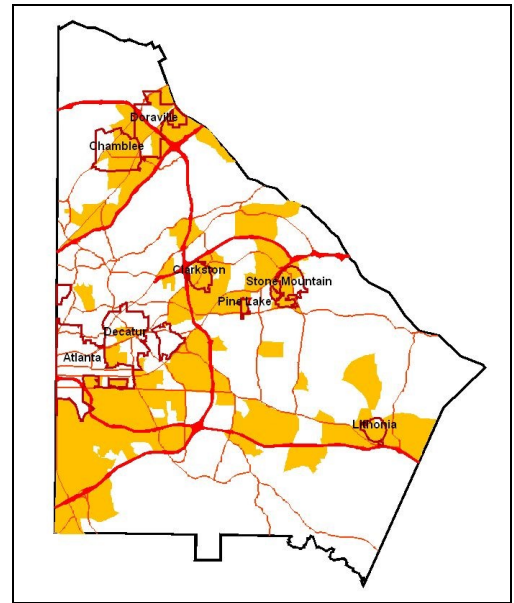 Doraville
Chamblee
Clarkston
Stone Mountain
Pine Lake
Decatur
Atlanta
Lithonia